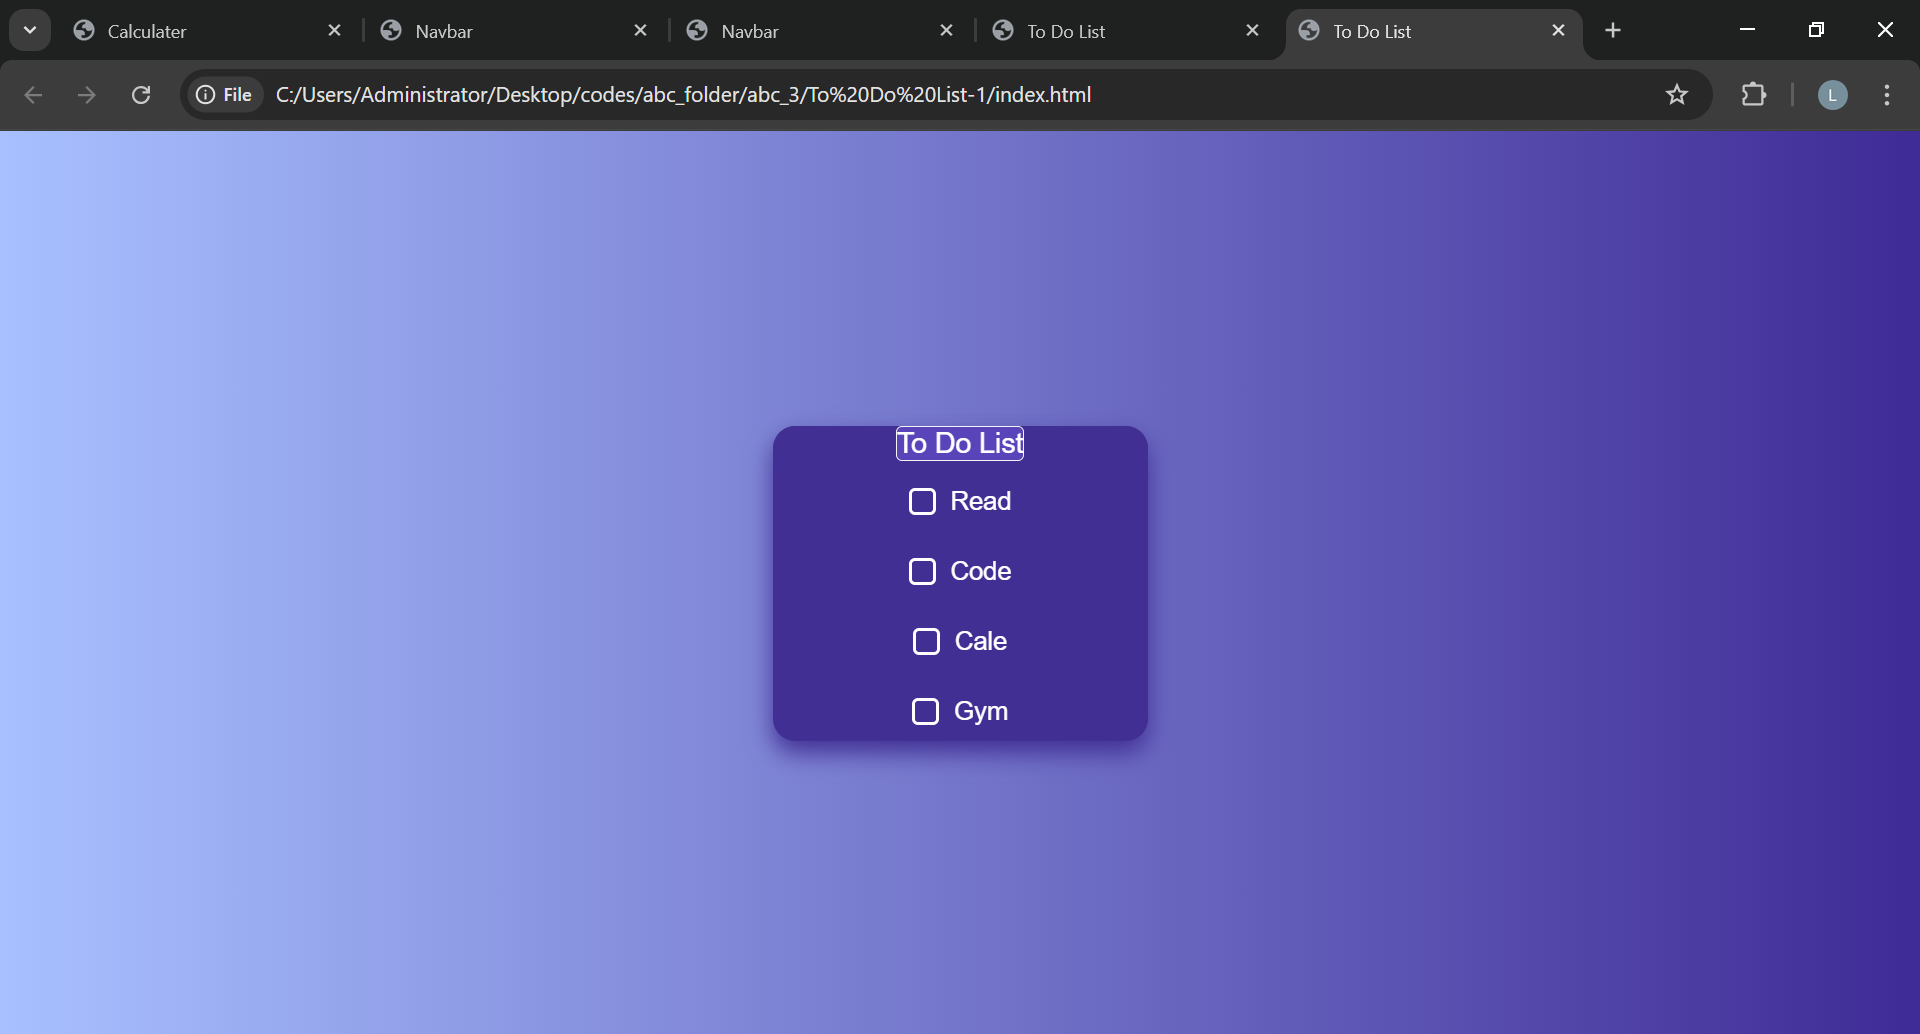 Calculater
Navbar
Navbar
To Do List
To Do List
File
C:/Users/Administrator/Desktop/codes/abc_folder/abc_3/To%20Do%20List-1/index.html
L
To Do List
Read
Code
Cale
Gym